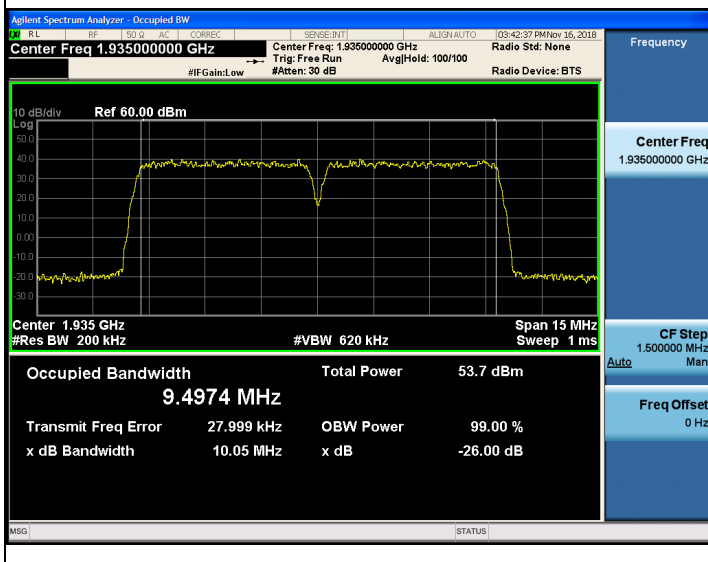 Agilent Spectrum Analyzer - Occupied BW
LXI RL RF 50 Ω AC CORREC SENSE:INT ALIGN AUTO 03:42:37 PM Nov 16, 2018
Center Freq 1.935000000 GHz
Center Freq: 1.935000000 GHz Radio Std: None
Trig: Free Run Avg|Hold: 100/100
#IFGain:Low #Atten: 30 dB Radio Device: BTS
10 dB/div Ref 60.00 dBm
Log
50.0
40.0
30.0
20.0
10.0
0.00
-10.0
-20.0
-30.0
Center 1.935 GHz Span 15 MHz
#Res BW 200 kHz #VBW 620 kHz Sweep 1 ms
Occupied Bandwidth Total Power 53.7 dBm
9.4974 MHz
Transmit Freq Error 27.999 kHz OBW Power 99.00 %
x dB Bandwidth 10.05 MHz x dB -26.00 dB
MSG STATUS
Frequency
Center Freq
1.935000000 GHz
CF Step
1.500000 MHz
Auto Man
Freq Offset
0 Hz